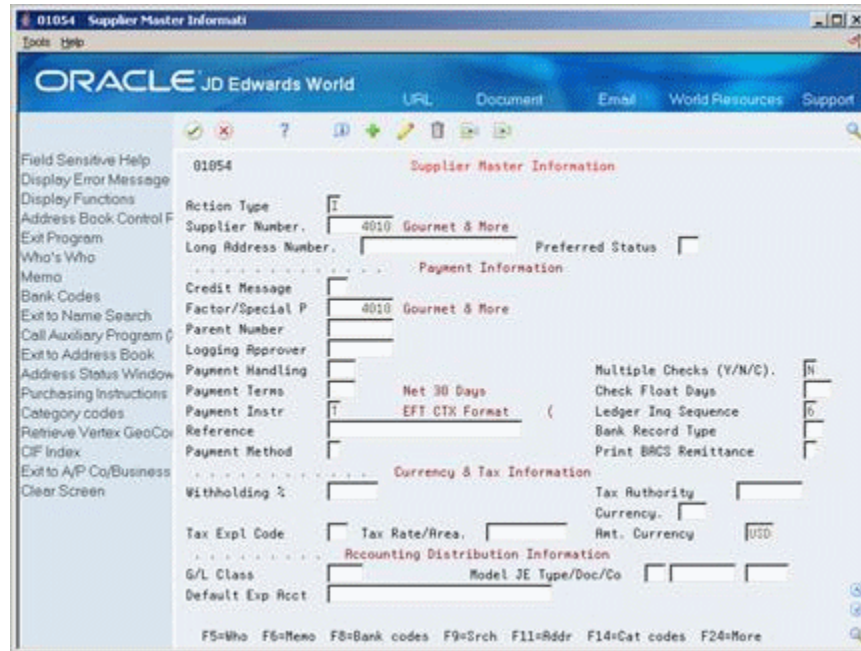 01054 Supplier Master Informati
Tools Help
ORACLE JD Edwards World
URL Document Email World Resources Support
?
Field Sensitive Help
Display Error Message
Display Functions
Address Book Control F
Exit Program
Who's Who
Memo
Bank Codes
Exit to Name Search
Call Auxiliary Program (
Exit to Address Book
Address Status Window
Purchasing Instructions
Category codes
Retrieve Vertex GeoCo
CIF Index
Exit to A/P Co/Business
Clear Screen
01054 Supplier Master Information
Action Type I
Supplier Number. 4010 Gourmet & More
Long Address Number. Preferred Status
. . . . . . . . . . . . . . Payment Information
Credit Message
Factor/Special P 4010 Gourmet & More
Parent Number
Logging Approver
Payment Handling Multiple Checks (Y/N/C). N
Payment Terms Net 30 Days Check Float Days
Payment Instr T EFT CTX Format ( Ledger Inq Sequence 6
Reference Bank Record Type
Payment Method Print BACS Remittance
. . . . . . . . . . . . . Currency & Tax Information
Withholding % Tax Authority
Currency.
Tax Expl Code Tax Rate/Area. Amt. Currency USD
. . . . . . . . . . Accounting Distribution Information
G/L Class Model JE Type/Doc/Co
Default Exp Acct
F5=Who F6=Memo F8=Bank codes F9=Srch F11=Addr F14=Cat codes F24=More